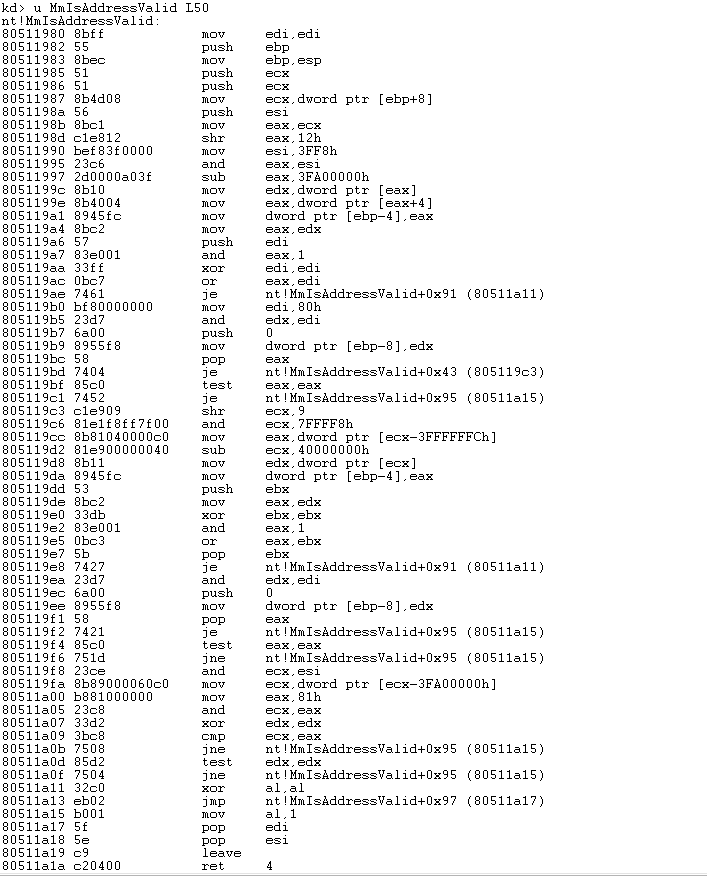 kd> u MmIsAddressValid L50
nt!MmIsAddressValid:
80511980 8bff mov edi,edi
80511982 55 push ebp
80511983 8bec mov ebp,esp
80511985 51 push ecx
80511986 51 push ecx
80511987 8b4d08 mov ecx,dword ptr [ebp+8]
8051198a 56 push esi
8051198b 8bc1 mov eax,ecx
8051198d c1e812 shr eax,12h
80511990 bef83f0000 mov esi,3FF8h
80511995 23c6 and eax,esi
80511997 2d0000a03f sub eax,3FA00000h
8051199c 8b10 mov edx,dword ptr [eax]
8051199e 8b4004 mov eax,dword ptr [eax+4]
805119a1 8945fc mov dword ptr [ebp-4],eax
805119a4 8bc2 mov eax,edx
805119a6 57 push edi
805119a7 83e001 and eax,1
805119aa 33ff xor edi,edi
805119ac 0bc7 or eax,edi
805119ae 7461 je nt!MmIsAddressValid+0x91 (80511a11)
805119b0 bf80000000 mov edi,80h
805119b5 23d7 and edx,edi
805119b7 6a00 push 0
805119b9 8955f8 mov dword ptr [ebp-8],edx
805119bc 58 pop eax
805119bd 7404 je nt!MmIsAddressValid+0x43 (805119c3)
805119bf 85c0 test eax,eax
805119c1 7452 je nt!MmIsAddressValid+0x95 (80511a15)
805119c3 c1e909 shr ecx,9
805119c6 81e1f8ff7f00 and ecx,7FFFF8h
805119cc 8b81040000c0 mov eax,dword ptr [ecx-3FFFFFFCh]
805119d2 81e900000040 sub ecx,40000000h
805119d8 8b11 mov edx,dword ptr [ecx]
805119da 8945fc mov dword ptr [ebp-4],eax
805119dd 53 push ebx
805119de 8bc2 mov eax,edx
805119e0 33db xor ebx,ebx
805119e2 83e001 and eax,1
805119e5 0bc3 or eax,ebx
805119e7 5b pop ebx
805119e8 7427 je nt!MmIsAddressValid+0x91 (80511a11)
805119ea 23d7 and edx,edi
805119ec 6a00 push 0
805119ee 8955f8 mov dword ptr [ebp-8],edx
805119f1 58 pop eax
805119f2 7421 je nt!MmIsAddressValid+0x95 (80511a15)
805119f4 85c0 test eax,eax
805119f6 751d jne nt!MmIsAddressValid+0x95 (80511a15)
805119f8 23ce and ecx,esi
805119fa 8b89000060c0 mov ecx,dword ptr [ecx-3FA00000h]
80511a00 b881000000 mov eax,81h
80511a05 23c8 and ecx,eax
80511a07 33d2 xor edx,edx
80511a09 3bc8 cmp ecx,eax
80511a0b 7508 jne nt!MmIsAddressValid+0x95 (80511a15)
80511a0d 85d2 test edx,edx
80511a0f 7504 jne nt!MmIsAddressValid+0x95 (80511a15)
80511a11 32c0 xor al,al
80511a13 eb02 jmp nt!MmIsAddressValid+0x97 (80511a17)
80511a15 b001 mov al,1
80511a17 5f pop edi
80511a18 5e pop esi
80511a19 c9 leave
80511a1a c20400 ret 4